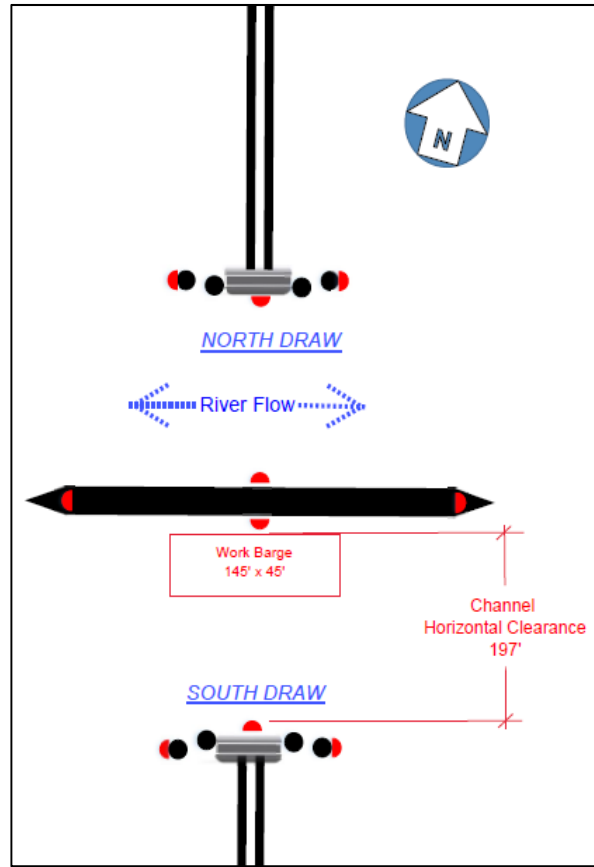 N
NORTH DRAW
River Flow
Work Barge
145' x 45'
Channel
Horizontal Clearance
197'
SOUTH DRAW